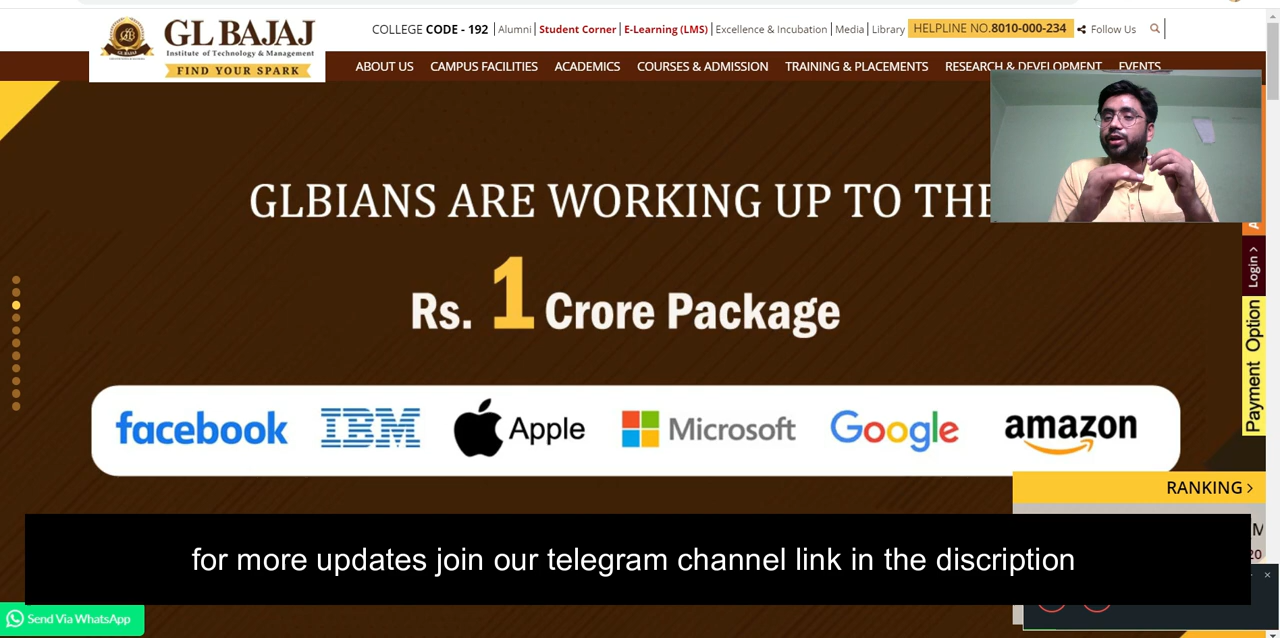 COLLEGE CODE - 192 Alumni Student Corner E-Learning (LMS) Excellence & Incubation Media Library HELPLINE NO.8010-000-234 Follow Us
GL BAJAJ
Institute of Technology & Management
FIND YOUR SPARK
ABOUT US CAMPUS FACILITIES ACADEMICS COURSES & ADMISSION TRAINING & PLACEMENTS RESEARCH & DEVELOPMENT EVENTS
GLBIANS ARE WORKING UP TO THE
Rs. 1 Crore Package
Login >
Payment Option
facebook IBM Apple Microsoft Google amazon
RANKING >
for more updates join our telegram channel link in the discription
Send Via WhatsApp